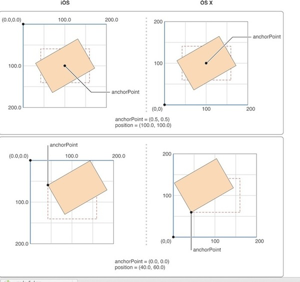 iOS
OS X
(0.0,0.0) 100.0 200.0
200
anchorPoint
100.0
anchorPoint
100
200.0
(0,0) 100 200
anchorPoint = (0.5, 0.5)
position = (100.0, 100.0)
anchorPoint
(0.0,0.0) 100.0 200.0
200
100.0
100
200.0
(0,0) 100 200
anchorPoint
anchorPoint = (0.0, 0.0)
position = (40.0, 60.0)